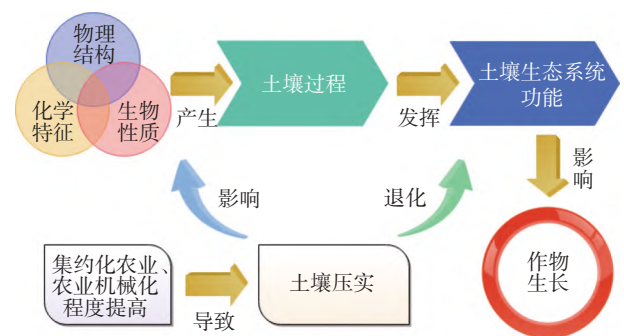 物理
结构
化学
特征
生物
性质
产生
土壤过程
发挥
土壤生态系统
功能
影响
退化
影
响
集约化农业、
农业机械化
程度提高
导致
土壤压实
作物
生长